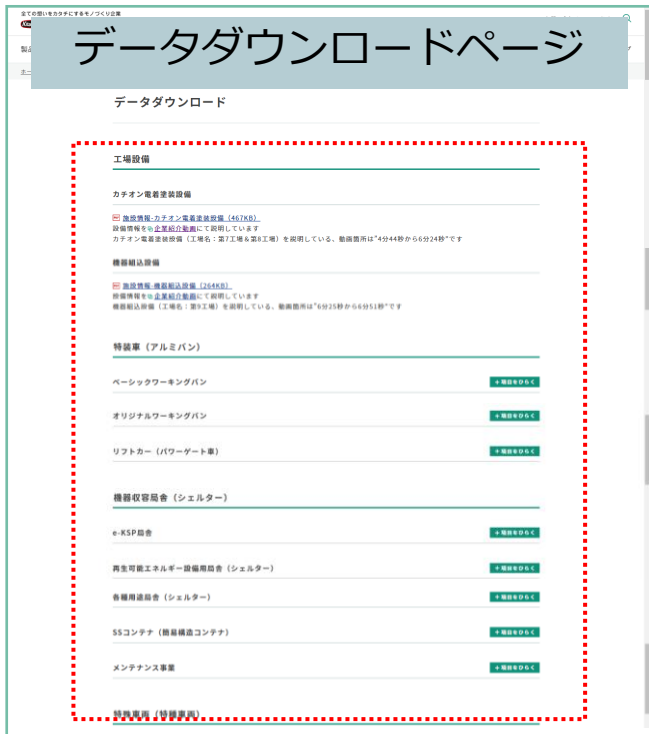 全ての想いをカタチにするモノづくり企業
データダウンロードページ
データダウンロード
工場設備
カチオン電着塗装設備
施設情報-カチオン電着塗装設備（467KB）
設備情報を企業紹介動画にて説明しています
カチオン電着塗装設備（工場名：第7工場&第8工場）を説明している、動画箇所は"4分44秒から6分24秒"です
機器組込設備
施設情報-機器組込設備（264KB）
設備情報を企業紹介動画にて説明しています
機器組込設備（工場名：第9工場）を説明している、動画箇所は"6分25秒から6分51秒"です
特装車（アルミバン）
ベーシックワーキングバン
+項目をひらく
オリジナルワーキングバン
+項目をひらく
リフトカー（パワーゲート車）
+項目をひらく
機器収容局舎（シェルター）
e-KSP局舎
+項目をひらく
再生可能エネルギー設備用局舎（シェルター）
+項目をひらく
各種用途局舎（シェルター）
+項目をひらく
SSコンテナ（簡易構造コンテナ）
+項目をひらく
メンテナンス事業
+項目をひらく
特殊車両（特種車両）